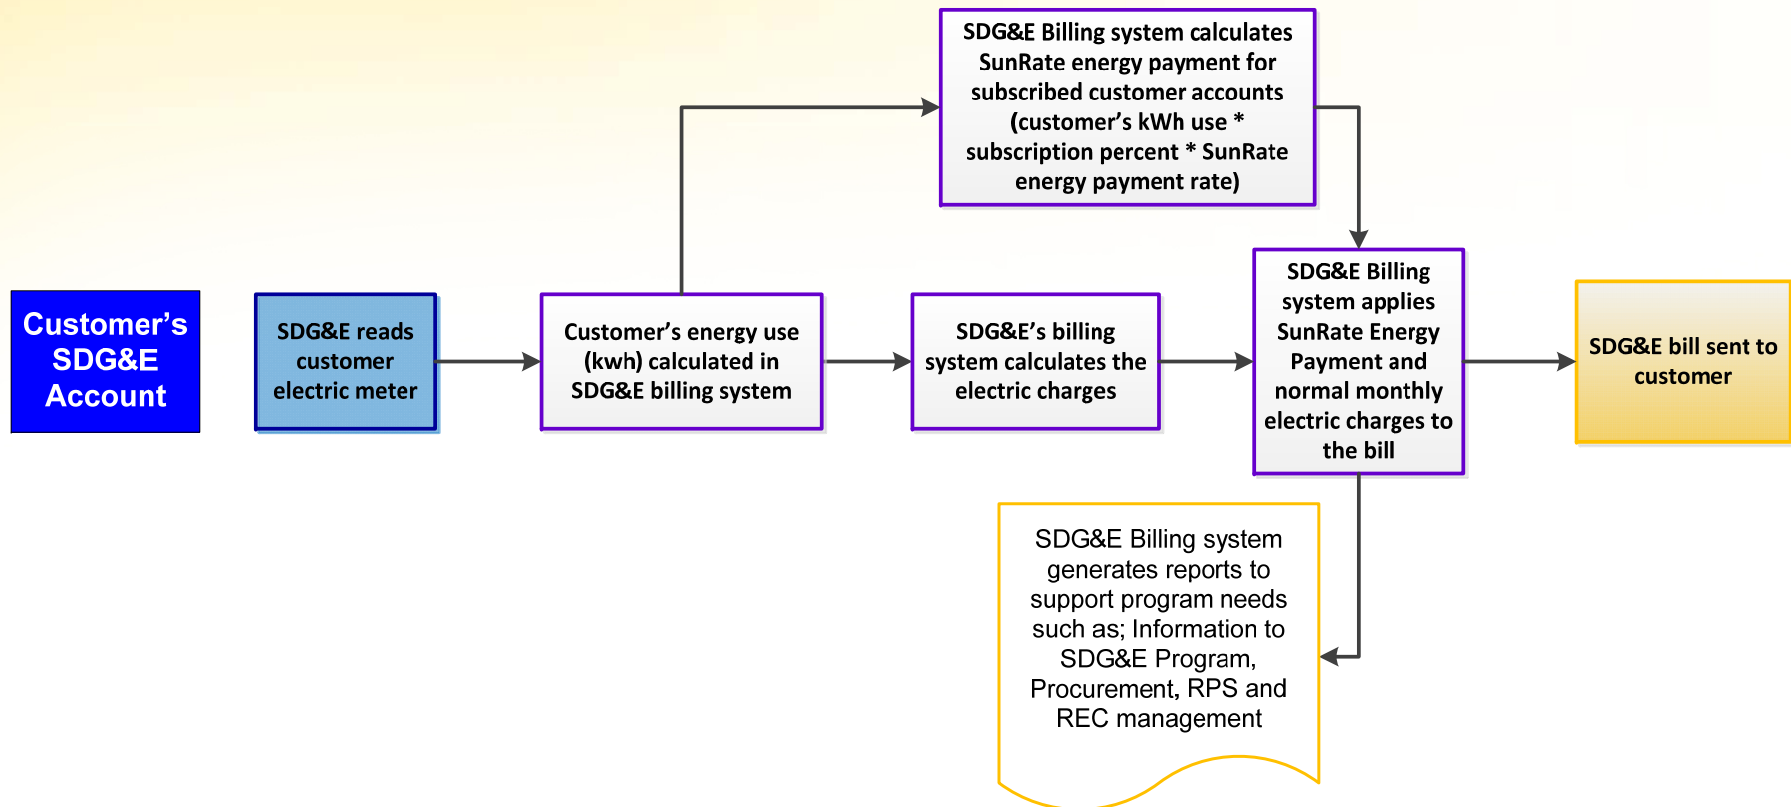 SDG&E Billing system calculates
SunRate energy payment for
subscribed customer accounts
(customer’s kWh use *
subscription percent * SunRate
energy payment rate)
Customer’s
SDG&E
Account
SDG&E reads
customer
electric meter
Customer’s energy use
(kwh) calculated in
SDG&E billing system
SDG&E’s billing
system calculates the
electric charges
SDG&E Billing
system applies
SunRate Energy
Payment and
normal monthly
electric charges to
the bill
SDG&E bill sent to
customer
SDG&E Billing system
generates reports to
support program needs
such as; Information to
SDG&E Program,
Procurement, RPS and
REC management